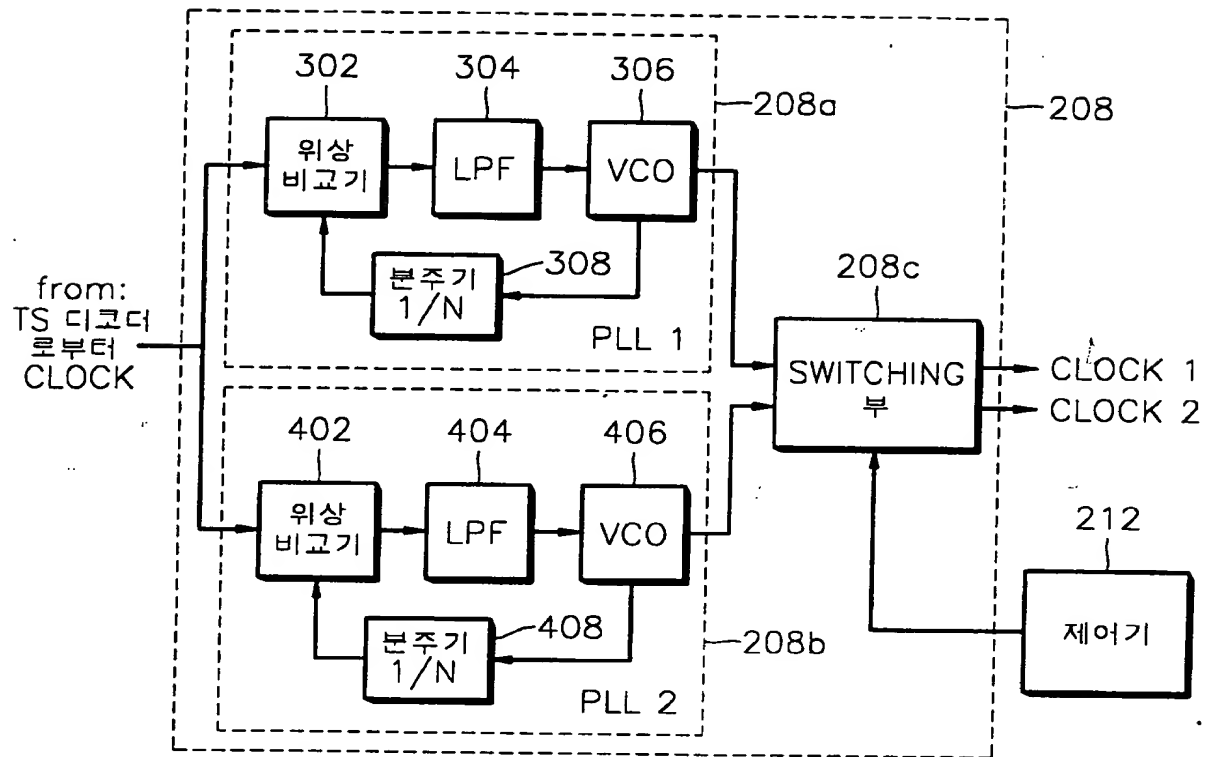 302
304
306
208a
208
위상
비교기
LPF
VCO
분주기
1/N
308
PLL 1
from:
TS 디코더
로부터
CLOCK
208c
SWITCHING
부
CLOCK 1
CLOCK 2
402
404
406
위상
비교기
LPF
VCO
분주기
1/N
408
PLL 2
208b
212
제어기